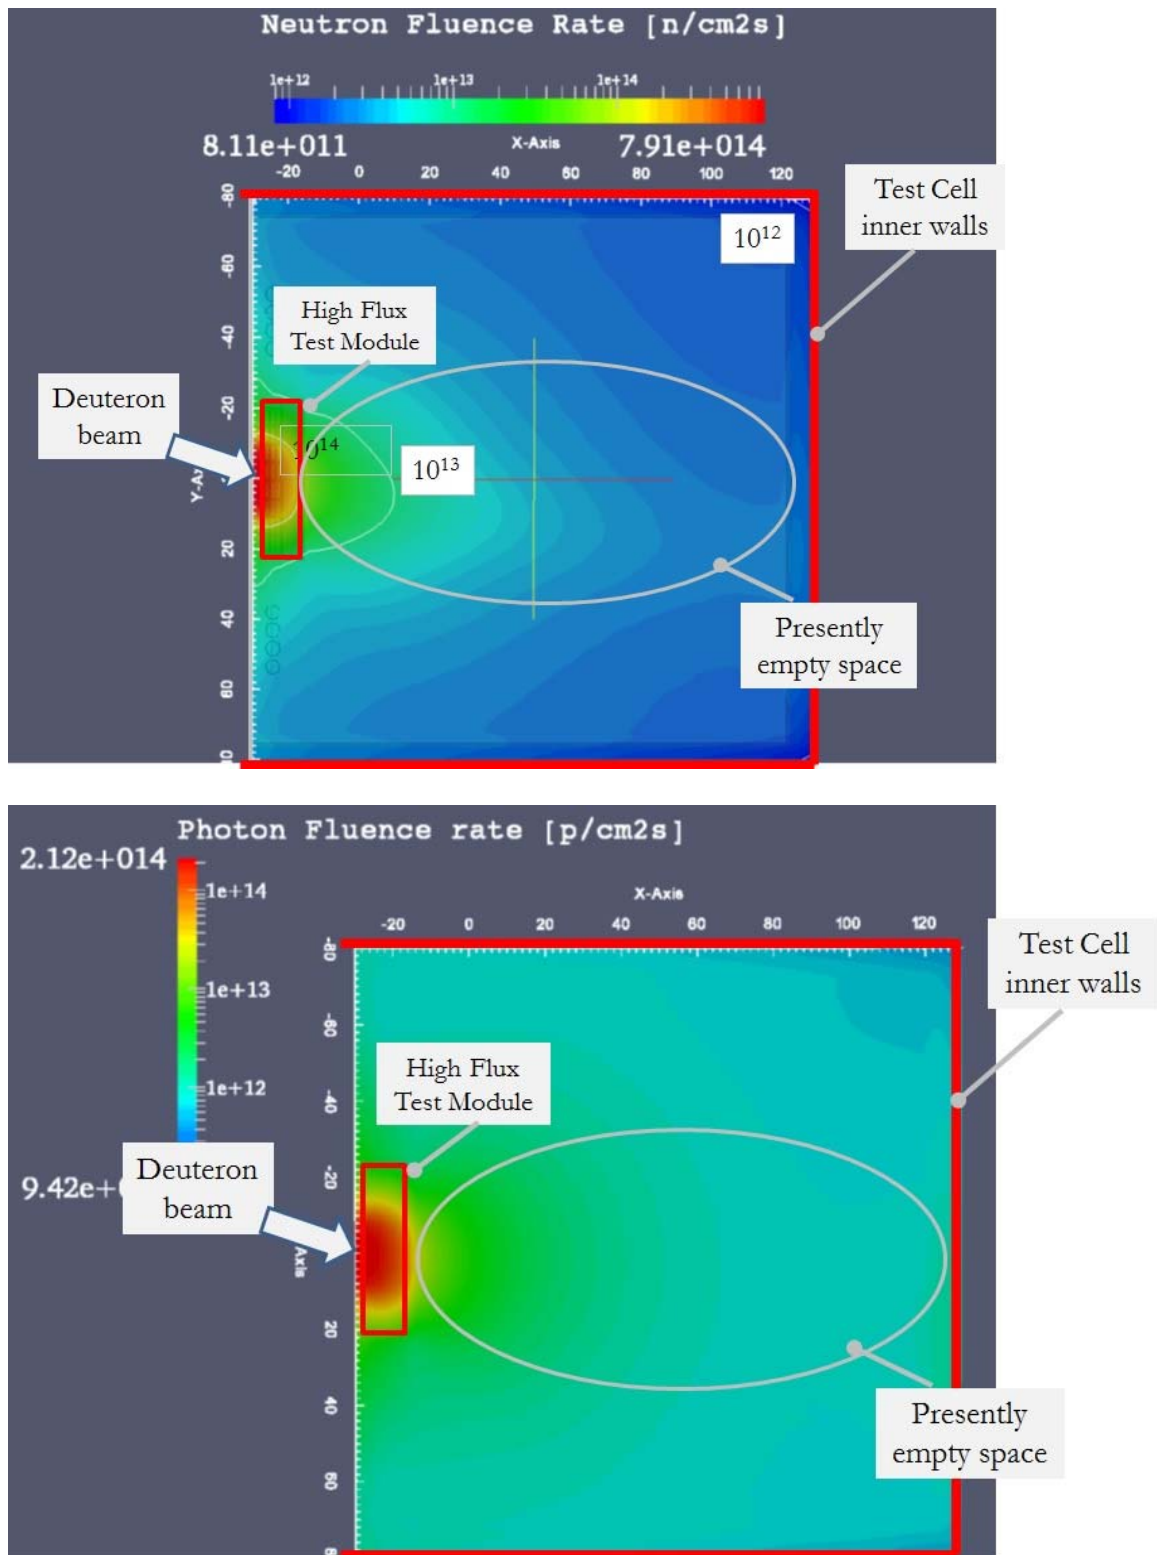 Neutron Fluence Rate [n/cm2s]
1e+12 1e+13 1e+14
8.11e+011 X-Axis 7.91e+014
-20 0 20 40 60 80 100 120
-80
Test Cell
inner walls
10¹²
-60
High Flux
Test Module
-40
Deuteron
beam
-20
10¹⁴
10¹³
20
40
Presently
empty space
60
Photon Fluence rate [p/cm2s]
2.12e+014
1e+14
X-Axis
-20 0 20 40 60 80 100 120
-80
Test Cell
inner walls
1e+13
-60
High Flux
Test Module
1e+12
-40
Deuteron
beam
-20
9.42e+
Axis
20
40
Presently
empty space
60